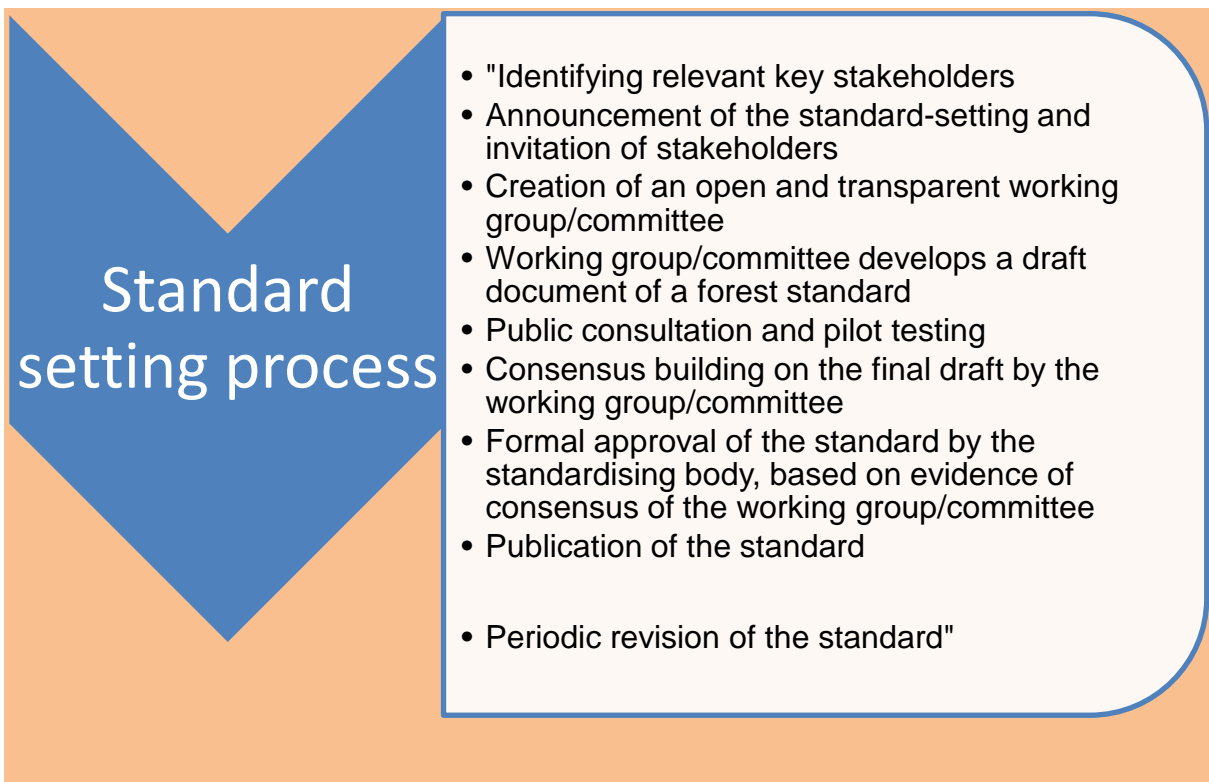 Standard
setting process
• "Identifying relevant key stakeholders
• Announcement of the standard-setting and
invitation of stakeholders
• Creation of an open and transparent working
group/committee
• Working group/committee develops a draft
document of a forest standard
• Public consultation and pilot testing
• Consensus building on the final draft by the
working group/committee
• Formal approval of the standard by the
standardising body, based on evidence of
consensus of the working group/committee
• Publication of the standard
• Periodic revision of the standard"